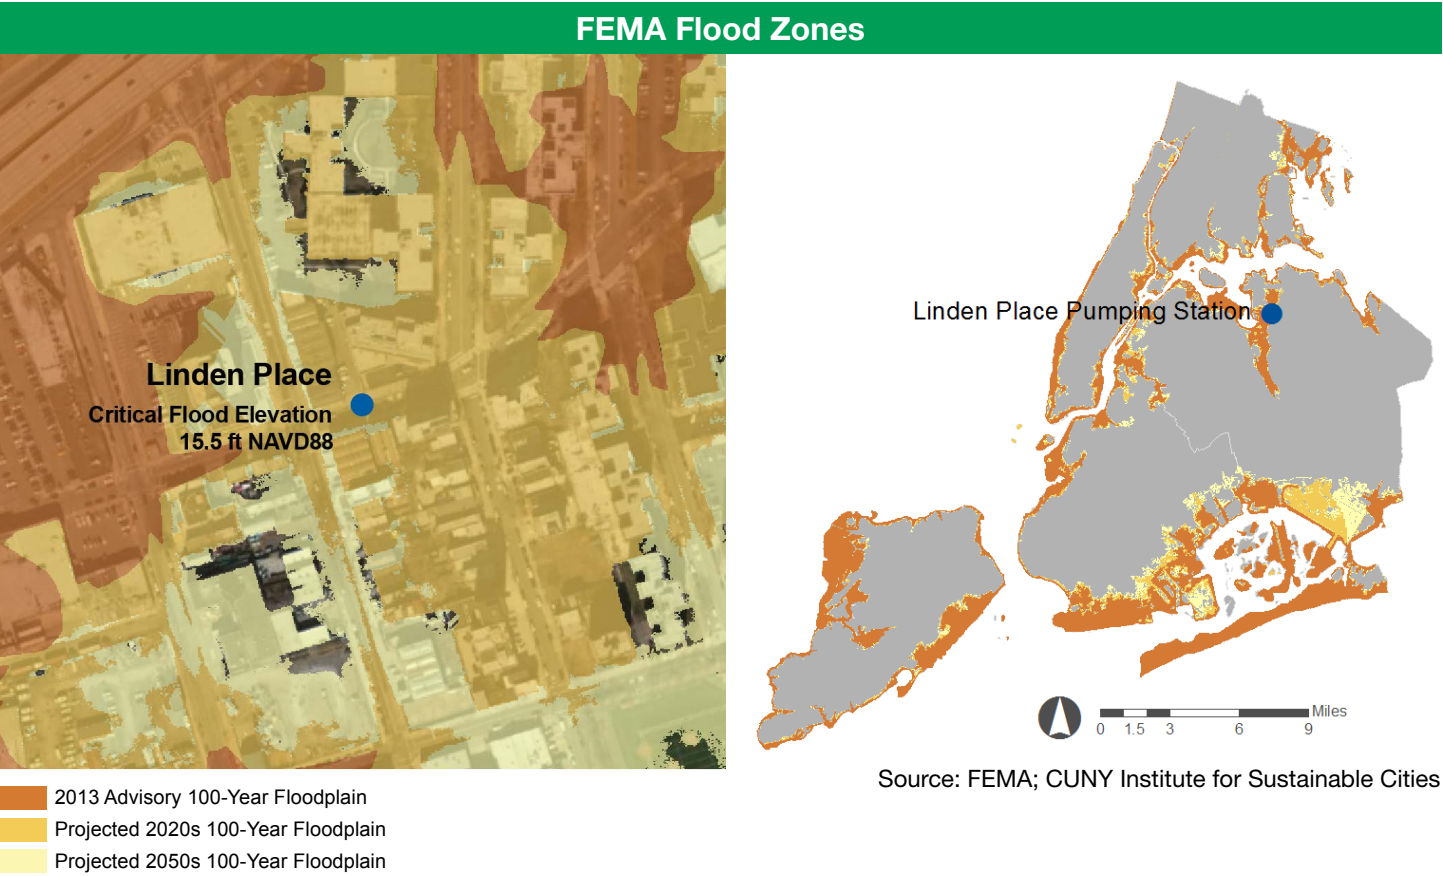 FEMA Flood Zones
Linden Place
Critical Flood Elevation
15.5 ft NAVD88
Linden Place Pumping Station
Miles
0 1.5 3 6 9
Source: FEMA; CUNY Institute for Sustainable Cities
2013 Advisory 100-Year Floodplain
Projected 2020s 100-Year Floodplain
Projected 2050s 100-Year Floodplain